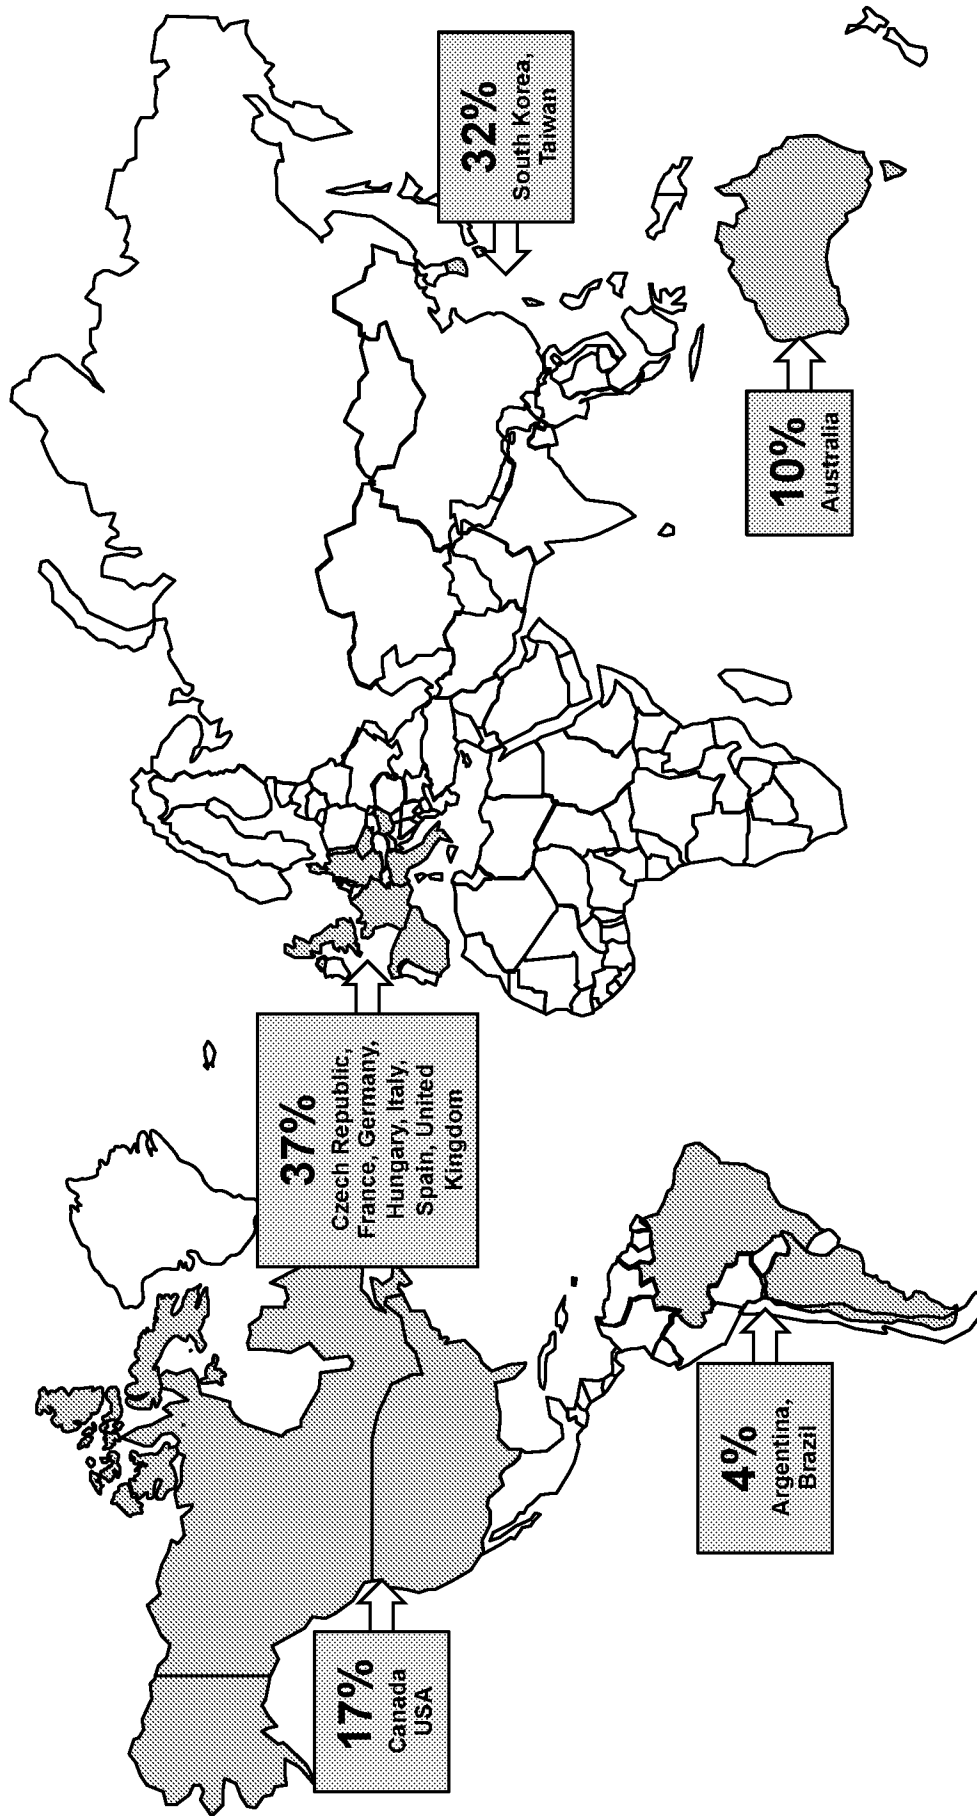 17%
Canada
USA
37%
Czech Republic,
France, Germany,
Hungary, Italy,
Spain, United
Kingdom
32%
South Korea,
Taiwan
4%
Argentina,
Brazil
10%
Australia